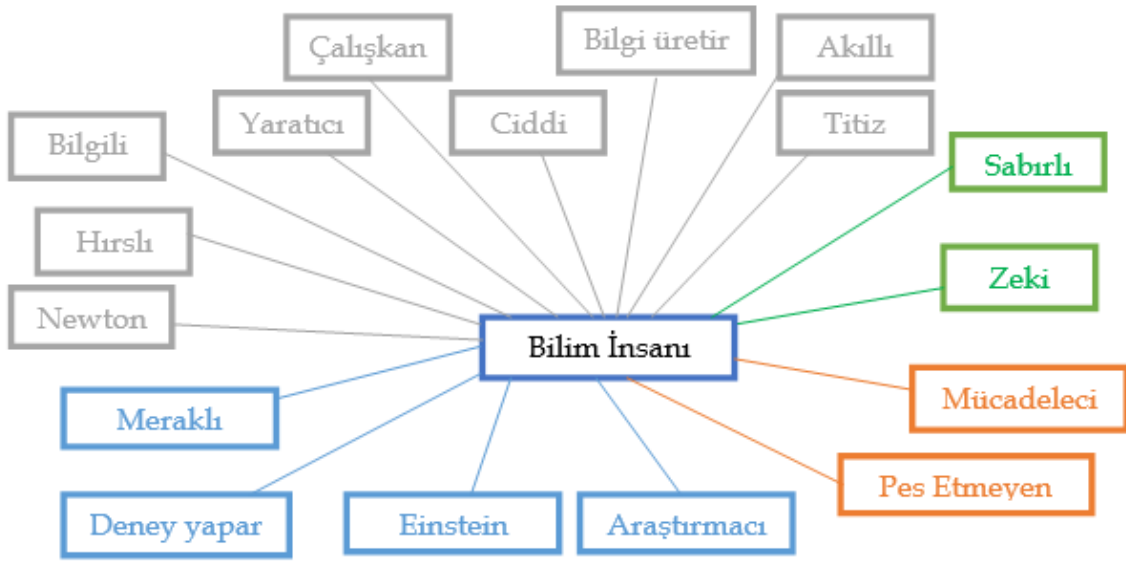 Bilgi üretir
Çalışkan
Akıllı
Yaratıcı
Ciddi
Titiz
Bilgili
Sabırlı
Hırslı
Zeki
Newton
Bilim İnsanı
Mücadeleci
Meraklı
Pes Etmeyen
Deney yapar
Einstein
Araştırmacı